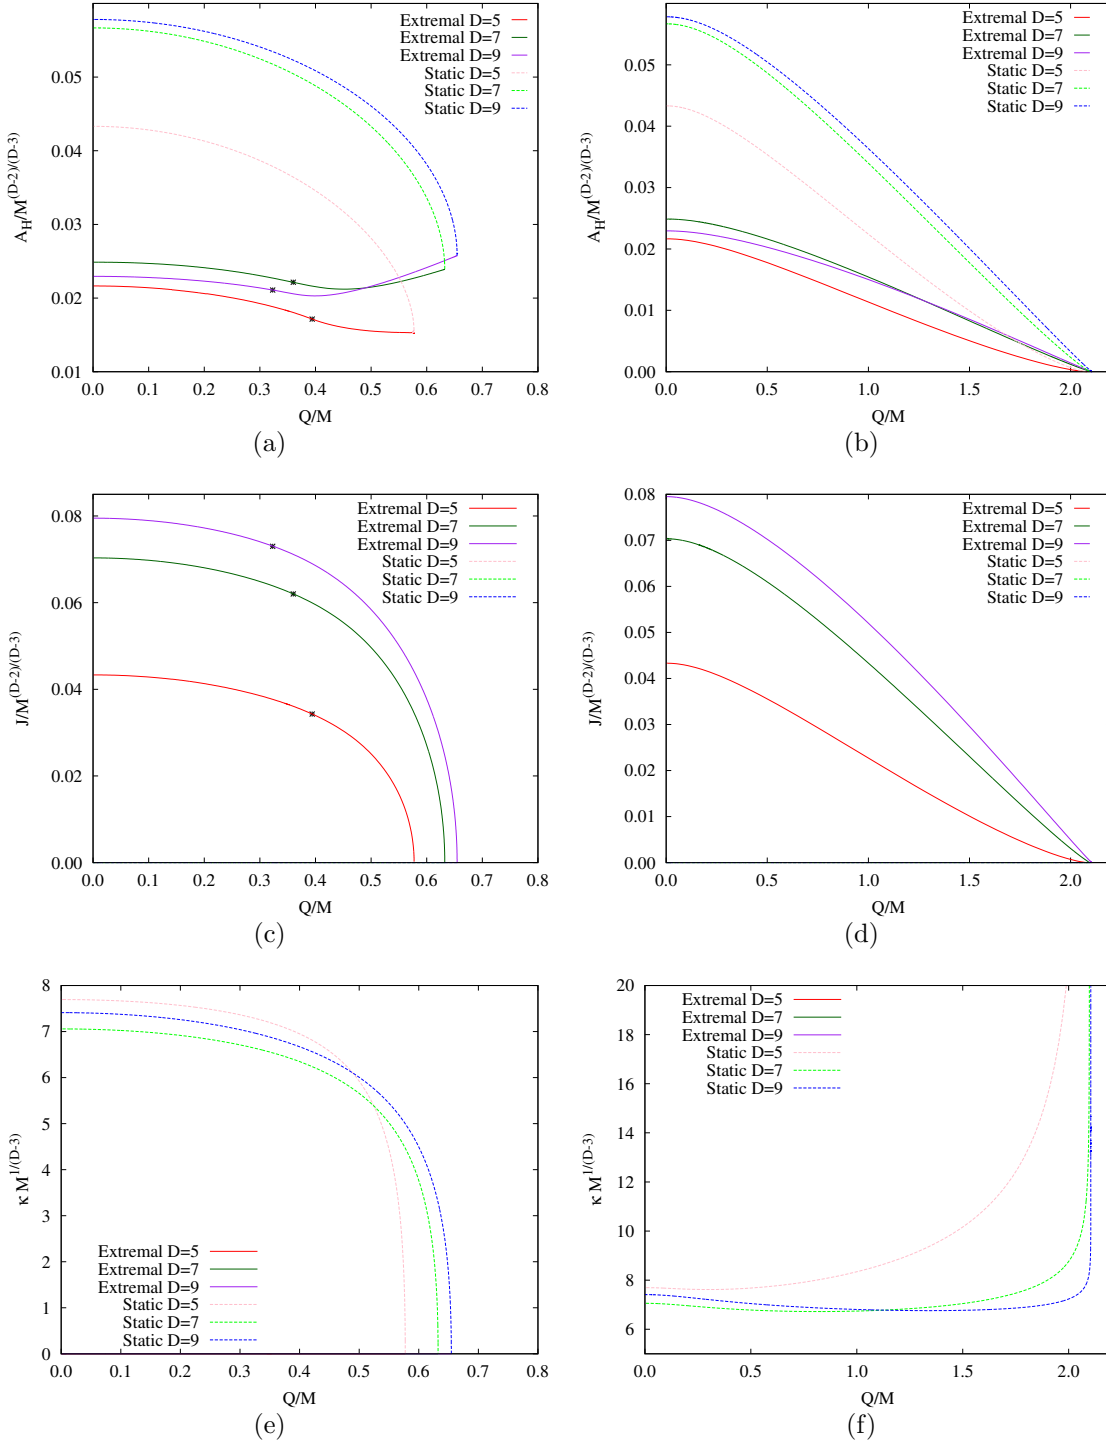 A_H/M^(D-2)/(D-3)
0.05
0.04
0.03
0.02
0.01
Extremal D=5
Extremal D=7
Extremal D=9
Static D=5
Static D=7
Static D=9
0.0 0.1 0.2 0.3 0.4 0.5 0.6 0.7 0.8
Q/M
(a)
A_H/M^(D-2)/(D-3)
0.05
0.04
0.03
0.02
0.01
0.00
Extremal D=5
Extremal D=7
Extremal D=9
Static D=5
Static D=7
Static D=9
0.0 0.5 1.0 1.5 2.0
Q/M
(b)
J/M^(D-2)/(D-3)
0.08
0.06
0.04
0.02
0.00
Extremal D=5
Extremal D=7
Extremal D=9
Static D=5
Static D=7
Static D=9
0.0 0.1 0.2 0.3 0.4 0.5 0.6 0.7 0.8
Q/M
(c)
J/M^(D-2)/(D-3)
0.08
0.07
0.06
0.05
0.04
0.03
0.02
0.01
0.00
Extremal D=5
Extremal D=7
Extremal D=9
Static D=5
Static D=7
Static D=9
0.0 0.5 1.0 1.5 2.0
Q/M
(d)
κ M^1/(D-3)
8
7
6
5
4
3
2
1
0
Extremal D=5
Extremal D=7
Extremal D=9
Static D=5
Static D=7
Static D=9
0.0 0.1 0.2 0.3 0.4 0.5 0.6 0.7 0.8
Q/M
(e)
κ M^1/(D-3)
20
18
16
14
12
10
8
6
Extremal D=5
Extremal D=7
Extremal D=9
Static D=5
Static D=7
Static D=9
0.0 0.5 1.0 1.5 2.0
Q/M
(f)